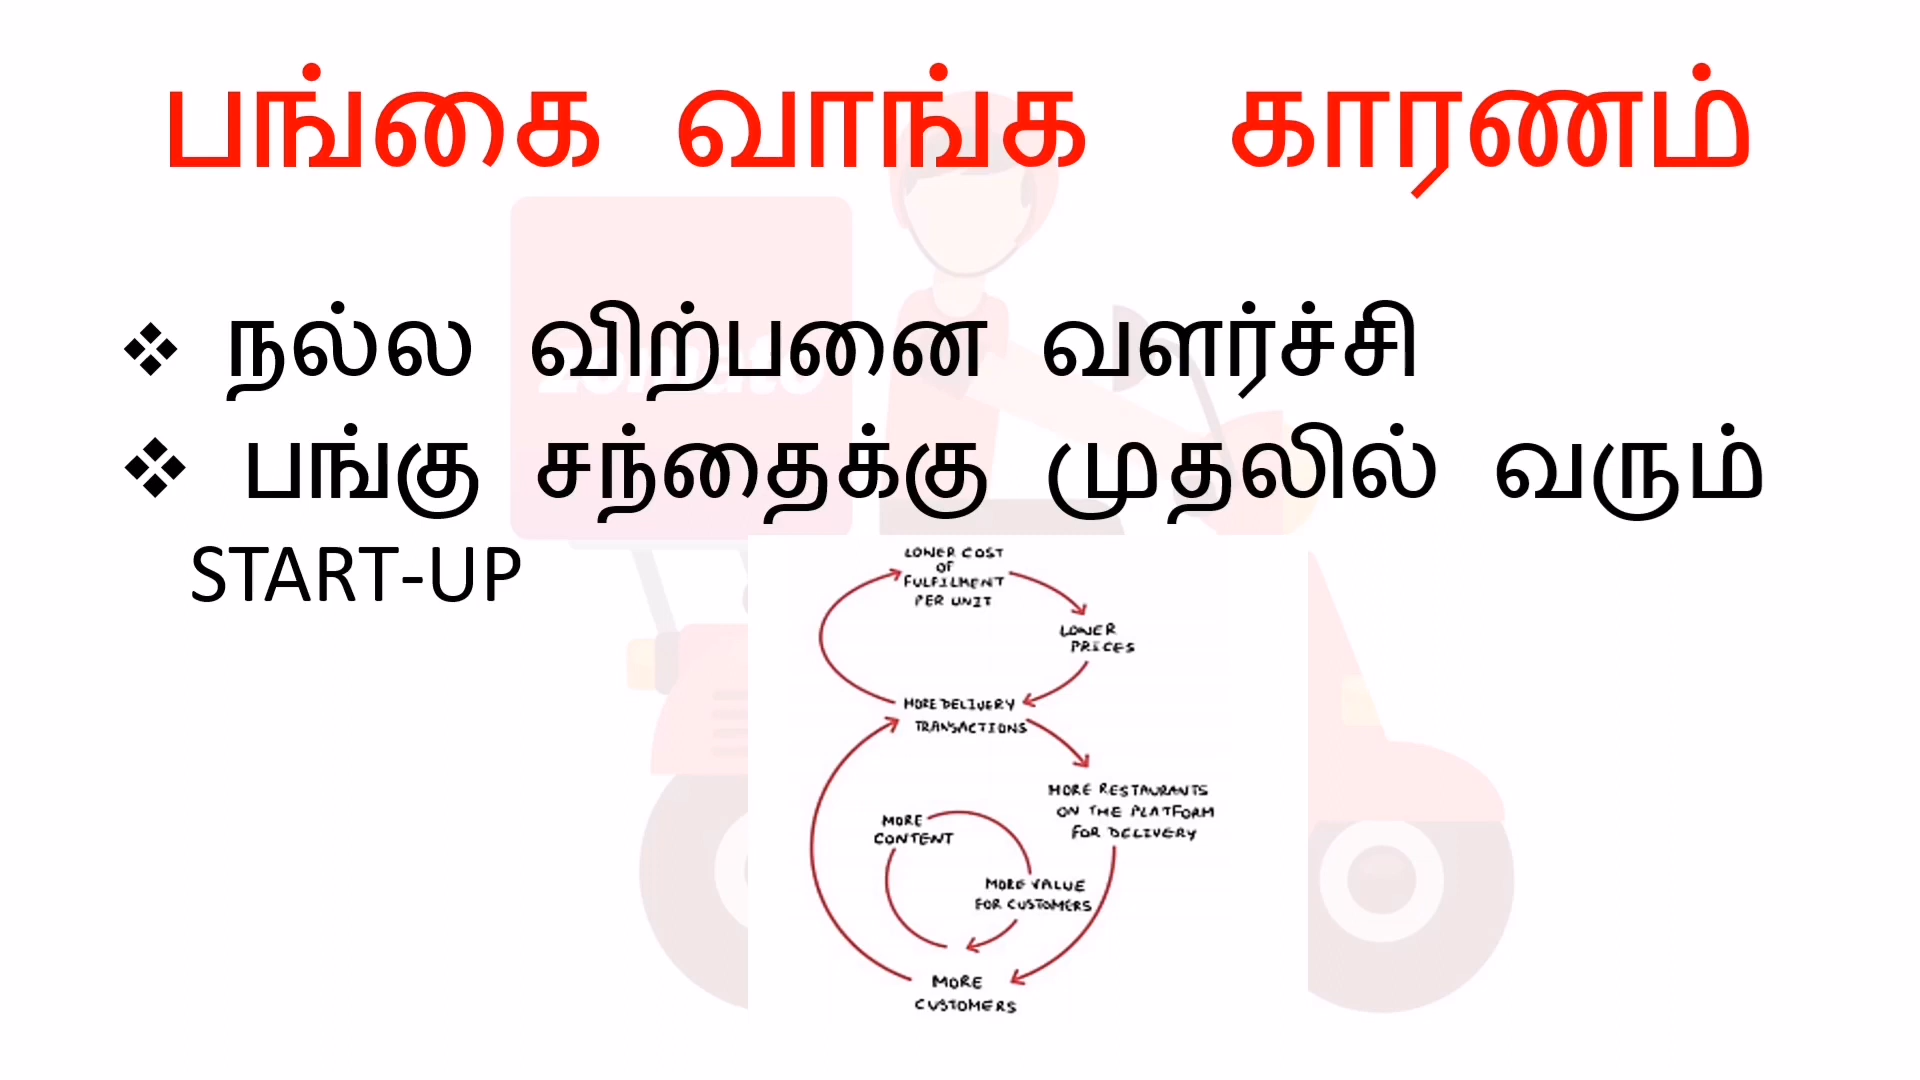 பங்கை வாங்க காரணம்
❖ நல்ல விற்பனை வளர்ச்சி
❖ பங்கு சந்தைக்கு முதலில் வரும்
START-UP
zomato
LOWER COST
OF
FULFILMENT
PER UNIT
LOWER
PRICES
MORE DELIVERY
TRANSACTIONS
MORE RESTAURANTS
ON THE PLATFORM
FOR DELIVERY
MORE
CONTENT
MORE VALUE
FOR CUSTOMERS
MORE
CUSTOMERS